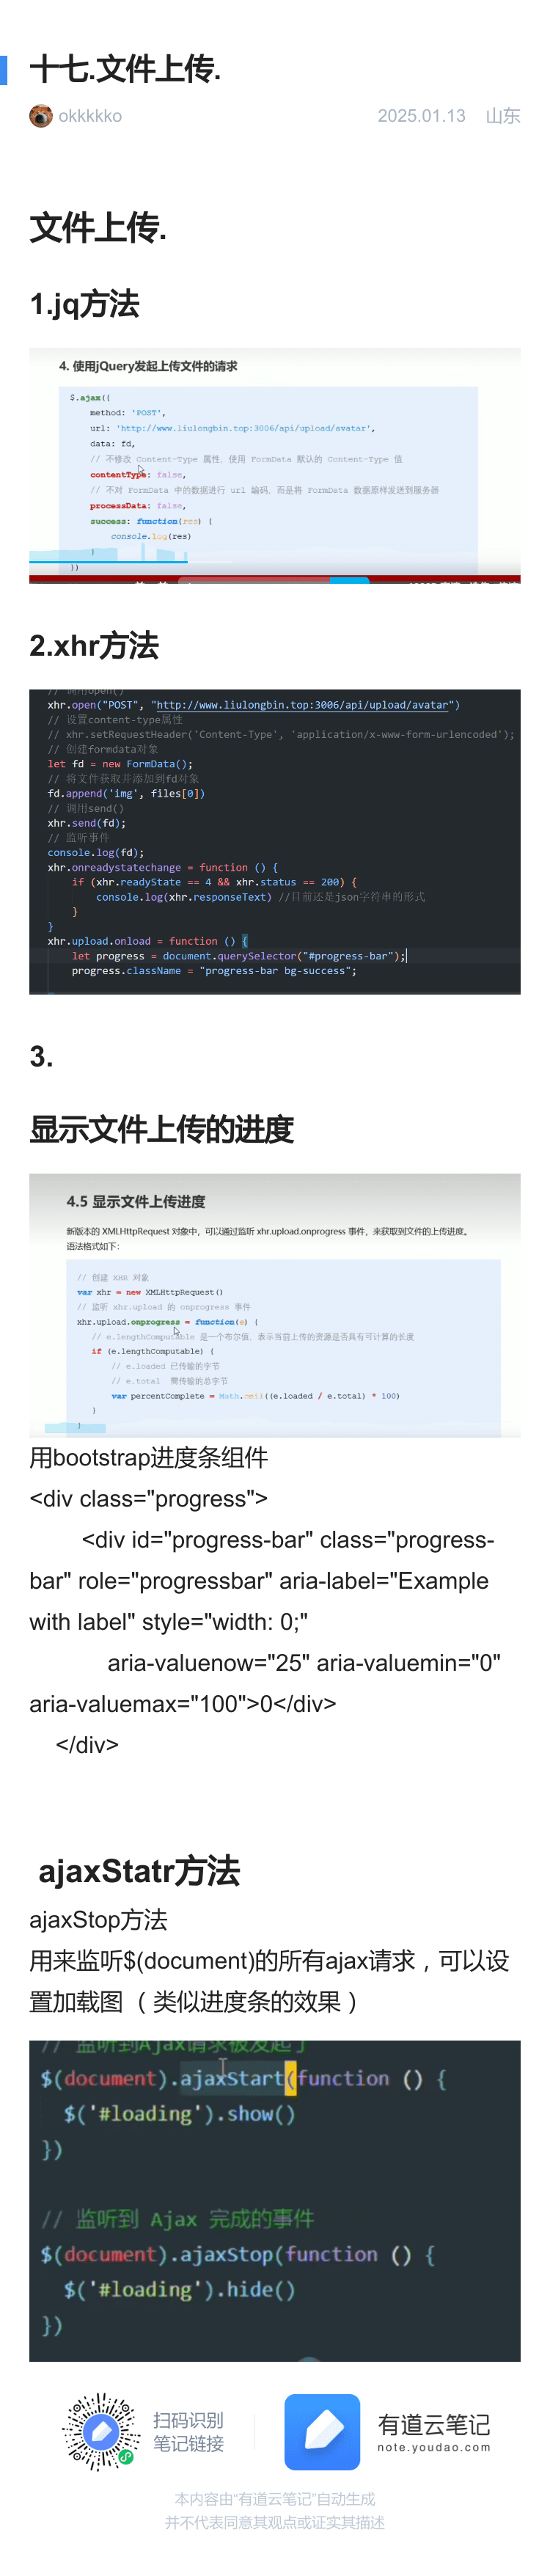 十七.文件上传.
okkkkko 2025.01.13 山东
文件上传.
1.jq方法
4. 使用jQuery发起上传文件的请求
$.ajax({
method: 'POST',
url: 'http://www.liulongbin.top:3006/api/upload/avatar',
data: fd,
// 不修改 Content-Type 属性，使用 FormData 默认的 Content-Type 值
contentType: false,
// 不对 FormData 中的数据进行 url 编码，而是将 FormData 数据原样发送到服务器
processData: false,
success: function(res) {
console.log(res)
}
})
2.xhr方法
// 调用open()
xhr.open("POST", "http://www.liulongbin.top:3006/api/upload/avatar")
// 设置content-type属性
// xhr.setRequestHeader('Content-Type', 'application/x-www-form-urlencoded');
// 创建formdata对象
let fd = new FormData();
// 将文件获取并添加到fd对象
fd.append('img', files[0])
// 调用send()
xhr.send(fd);
// 监听事件
console.log(fd);
xhr.onreadystatechange = function () {
if (xhr.readyState == 4 && xhr.status == 200) {
console.log(xhr.responseText) //目前还是json字符串的形式
}
}
xhr.upload.onload = function () {
let progress = document.querySelector("#progress-bar");
progress.className = "progress-bar bg-success";
3.
显示文件上传的进度
4.5 显示文件上传进度
新版本的 XMLHttpRequest 对象中，可以通过监听 xhr.upload.onprogress 事件，来获取到文件的上传进度。
语法格式如下：
// 创建 XHR 对象
var xhr = new XMLHttpRequest()
// 监听 xhr.upload 的 onprogress 事件
xhr.upload.onprogress = function(e) {
// e.lengthComputable 是一个布尔值，表示当前上传的资源是否具有可计算的长度
if (e.lengthComputable) {
// e.loaded 已传输的字节
// e.total 需传输的总字节
var percentComplete = Math.ceil((e.loaded / e.total) * 100)
}
}
用bootstrap进度条组件
<div class="progress">
<div id="progress-bar" class="progress-
bar" role="progressbar" aria-label="Example
with label" style="width: 0;"
aria-valuenow="25" aria-valuemin="0"
aria-valuemax="100">0</div>
</div>
ajaxStatr方法
ajaxStop方法
用来监听$(document)的所有ajax请求，可以设
置加载图（类似进度条的效果）
// 监听到Ajax请求被发起了
$(document).ajaxStart(function () {
$('#loading').show()
})
// 监听到 Ajax 完成的事件
$(document).ajaxStop(function () {
$('#loading').hide()
})
扫码识别
笔记链接
有道云笔记
note.youdao.com
本内容由“有道云笔记”自动生成
并不代表同意其观点或证实其描述